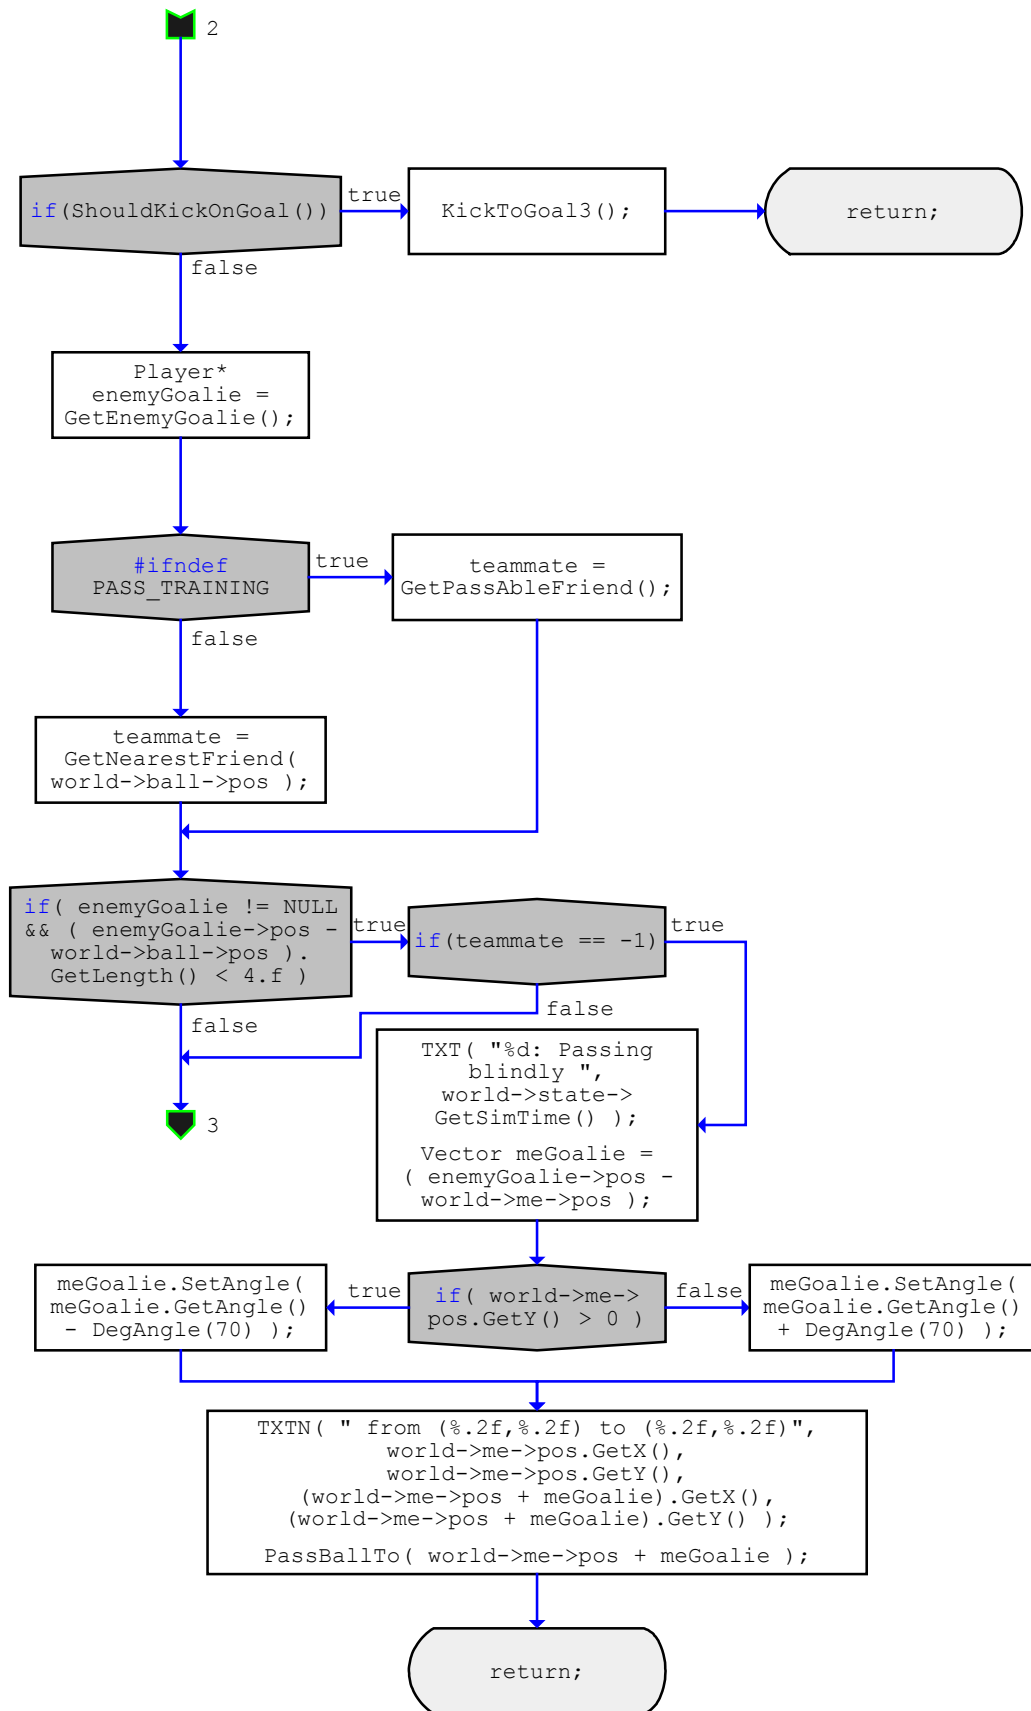 2
if(ShouldKickOnGoal())
true
KickToGoal3();
return;
false
Player*
enemyGoalie =
GetEnemyGoalie();
#ifndef
PASS_TRAINING
true
teammate =
GetPassAbleFriend();
false
teammate =
GetNearestFriend(
world->ball->pos );
if( enemyGoalie != NULL
&& ( enemyGoalie->pos -
world->ball->pos ).
GetLength() < 4.f )
true
if(teammate == -1)
true
false
false
TXT( "%d: Passing
blindly ",
world->state->
GetSimTime() );
Vector meGoalie =
( enemyGoalie->pos -
world->me->pos );
3
meGoalie.SetAngle(
meGoalie.GetAngle()
- DegAngle(70) );
true
if( world->me->
pos.GetY() > 0 )
false
meGoalie.SetAngle(
meGoalie.GetAngle()
+ DegAngle(70) );
TXTN( " from (%.2f,%.2f) to (%.2f,%.2f)",
world->me->pos.GetX(),
world->me->pos.GetY(),
(world->me->pos + meGoalie).GetX(),
(world->me->pos + meGoalie).GetY() );
PassBallTo( world->me->pos + meGoalie );
return;